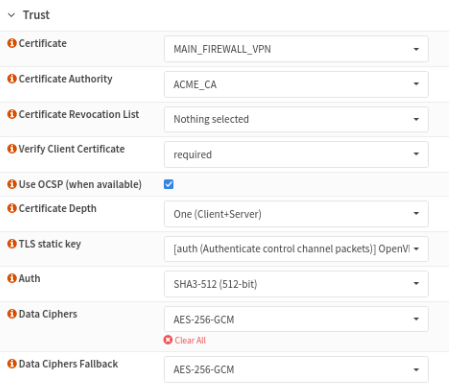 Trust
Certificate
MAIN_FIREWALL_VPN
Certificate Authority
ACME_CA
Certificate Revocation List
Nothing selected
Verify Client Certificate
required
Use OCSP (when available)
Certificate Depth
One (Client+Server)
TLS static key
[auth (Authenticate control channel packets)] OpenV
Auth
SHA3-512 (512-bit)
Data Ciphers
AES-256-GCM
Clear All
Data Ciphers Fallback
AES-256-GCM